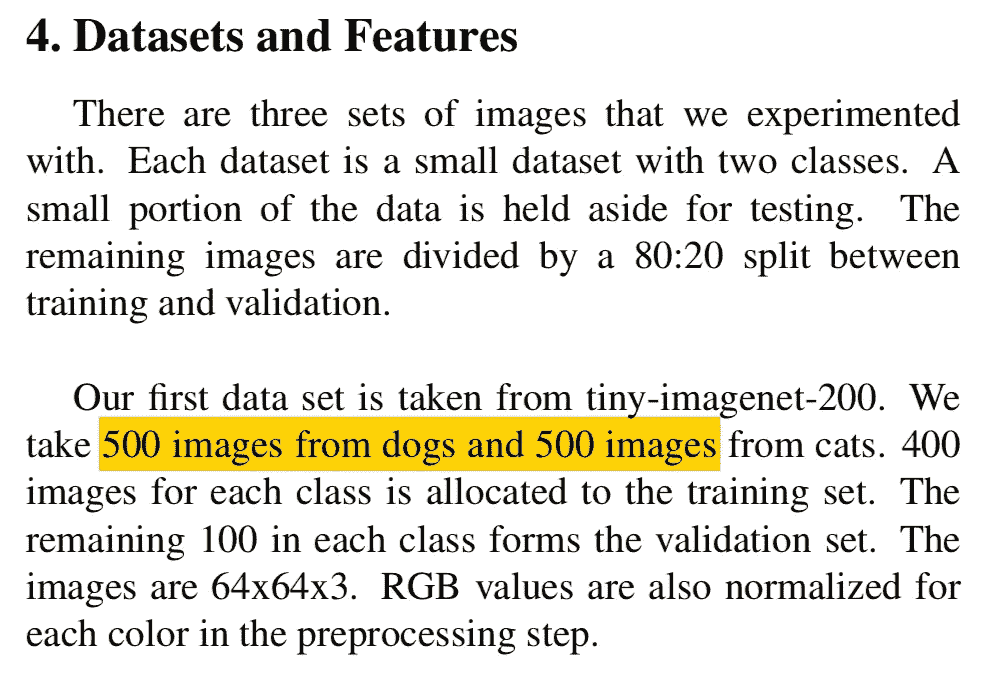 4. Datasets and Features
There are three sets of images that we experimented
with. Each dataset is a small dataset with two classes. A
small portion of the data is held aside for testing. The
remaining images are divided by a 80:20 split between
training and validation.
Our first data set is taken from tiny-imagenet-200. We
take 500 images from dogs and 500 images from cats. 400
images for each class is allocated to the training set. The
remaining 100 in each class forms the validation set. The
images are 64x64x3. RGB values are also normalized for
each color in the preprocessing step.